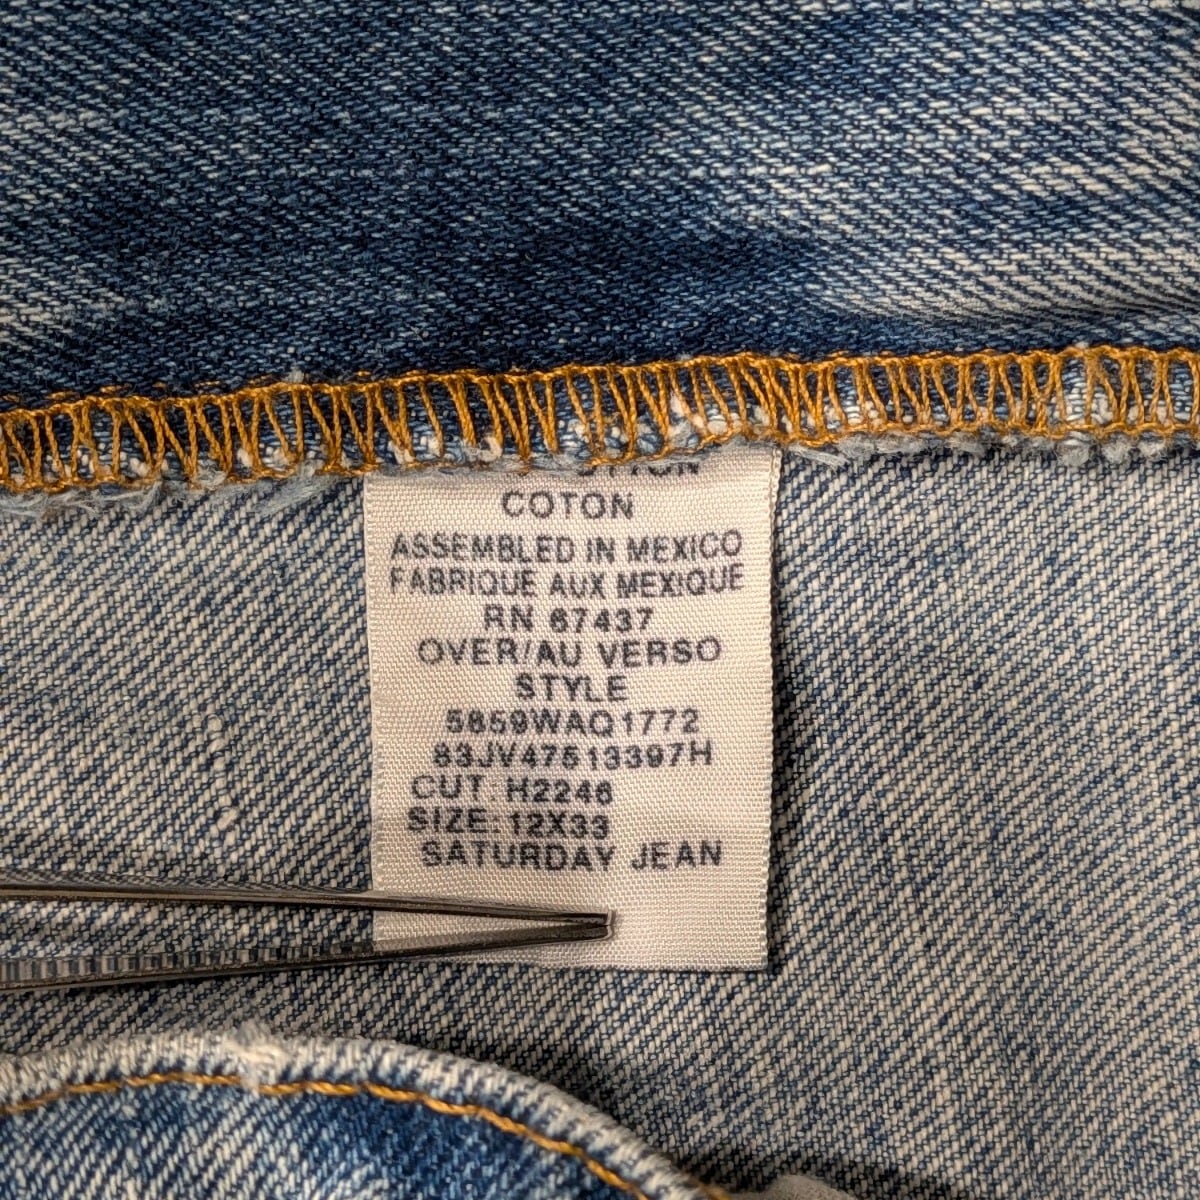 COTON
ASSEMBLED IN MEXICO
FABRIQUE AUX MEXIQUE
RN 67437
OVER/AU VERSO
STYLE
5659WAQ1772
83JV47513397H
CUT: H2246
SIZE: 12X33
SATURDAY JEAN